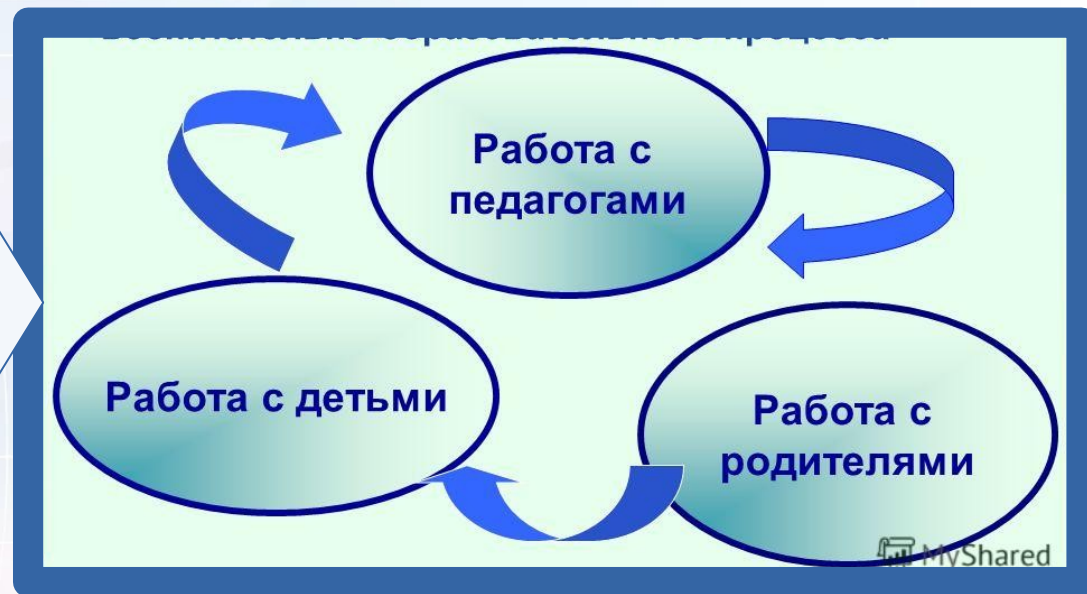 Работа с
педагогами
Работа с детьми
Работа с
родителями
MyShared